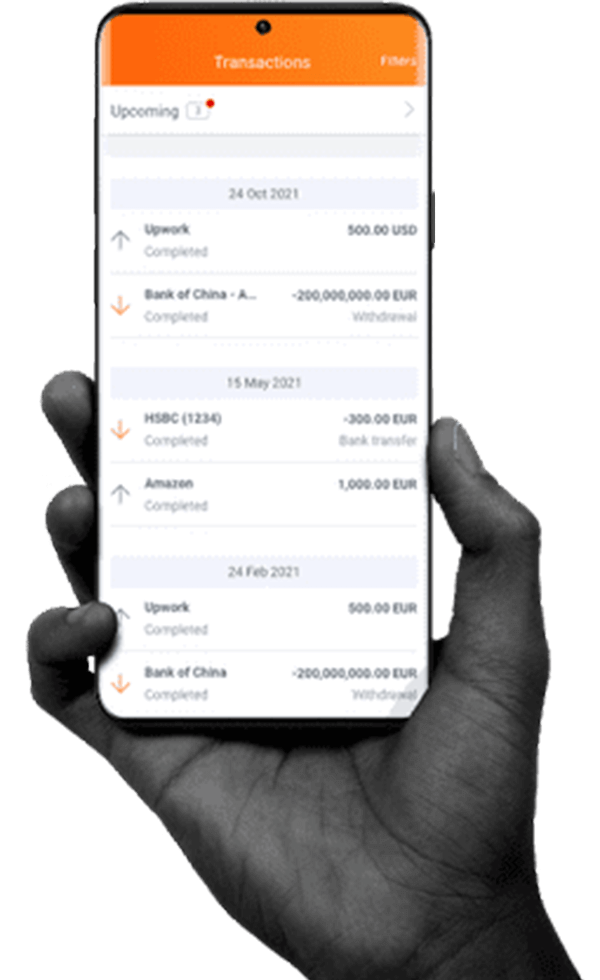 Transactions
Filters
Upcoming 3
24 Oct 2021
Upwork 500.00 USD
Completed
Bank of China - A... -200,000,000.00 EUR
Completed Withdrawal
15 May 2021
HSBC (1234) -300.00 EUR
Completed Bank transfer
Amazon 1,000.00 EUR
Completed
24 Feb 2021
Upwork 500.00 EUR
Completed
Bank of China -200,000,000.00 EUR
Completed Withdrawal